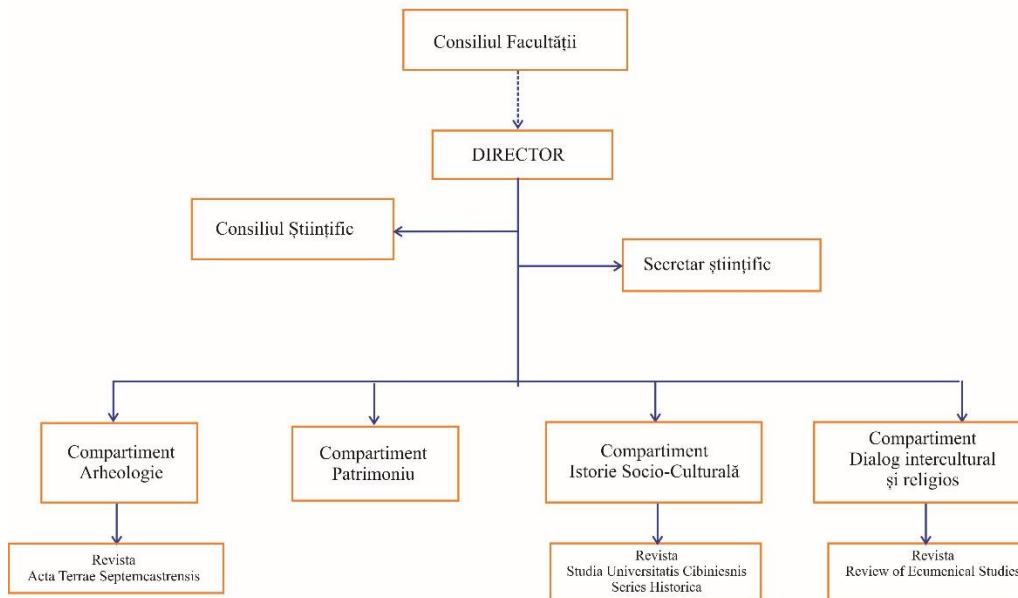 Consiliul Facultății
DIRECTOR
Consiliul Științific
Secretar științific
Compartiment
Arheologie
Compartiment
Patrimoniu
Compartiment
Istorie Socio-Culturală
Compartiment
Dialog intercultural
și religios
Revista
Acta Terrae Septemcastrensis
Revista
Studia Universitatis Cibiniesnis
Series Historica
Revista
Review of Ecumenical Studies